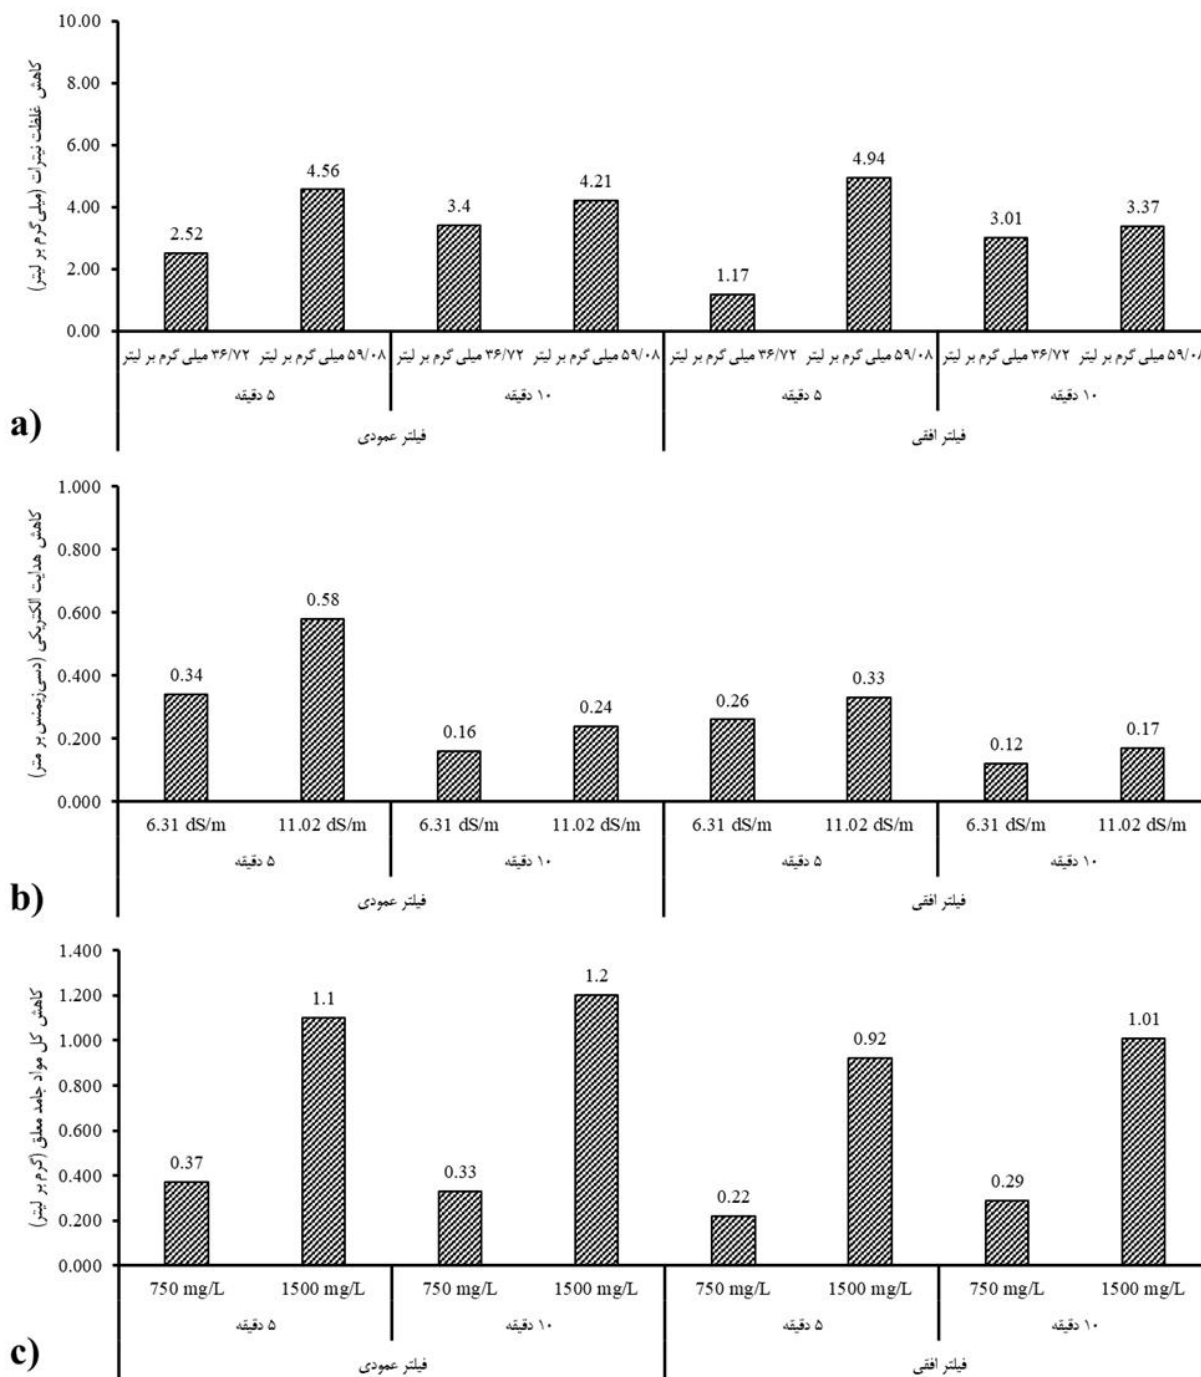 کاهش غلظت نیترات (میلی‌گرم بر لیتر)
10.00
8.00
6.00
4.00
2.00
0.00
2.52
4.56
3.4
4.21
1.17
4.94
3.01
3.37
۳۶/۷۲ میلی گرم بر لیتر
۵۹/۰۸ میلی گرم بر لیتر
۳۶/۷۲ میلی گرم بر لیتر
۵۹/۰۸ میلی گرم بر لیتر
۳۶/۷۲ میلی گرم بر لیتر
۵۹/۰۸ میلی گرم بر لیتر
۳۶/۷۲ میلی گرم بر لیتر
۵۹/۰۸ میلی گرم بر لیتر
۵ دقیقه
۱۰ دقیقه
۵ دقیقه
۱۰ دقیقه
فیلتر عمودی
فیلتر افقی
a)
کاهش هدایت الکتریکی (دسی‌زیمنس بر متر)
1.000
0.800
0.600
0.400
0.200
0.000
0.34
0.58
0.16
0.24
0.26
0.33
0.12
0.17
6.31 dS/m
11.02 dS/m
6.31 dS/m
11.02 dS/m
6.31 dS/m
11.02 dS/m
6.31 dS/m
11.02 dS/m
۵ دقیقه
۱۰ دقیقه
۵ دقیقه
۱۰ دقیقه
فیلتر عمودی
فیلتر افقی
b)
کاهش کل مواد جامد معلق (گرم بر لیتر)
1.400
1.200
1.000
0.800
0.600
0.400
0.200
0.000
0.37
1.1
0.33
1.2
0.22
0.92
0.29
1.01
750 mg/L
1500 mg/L
750 mg/L
1500 mg/L
750 mg/L
1500 mg/L
750 mg/L
1500 mg/L
۵ دقیقه
۱۰ دقیقه
۵ دقیقه
۱۰ دقیقه
فیلتر عمودی
فیلتر افقی
c)